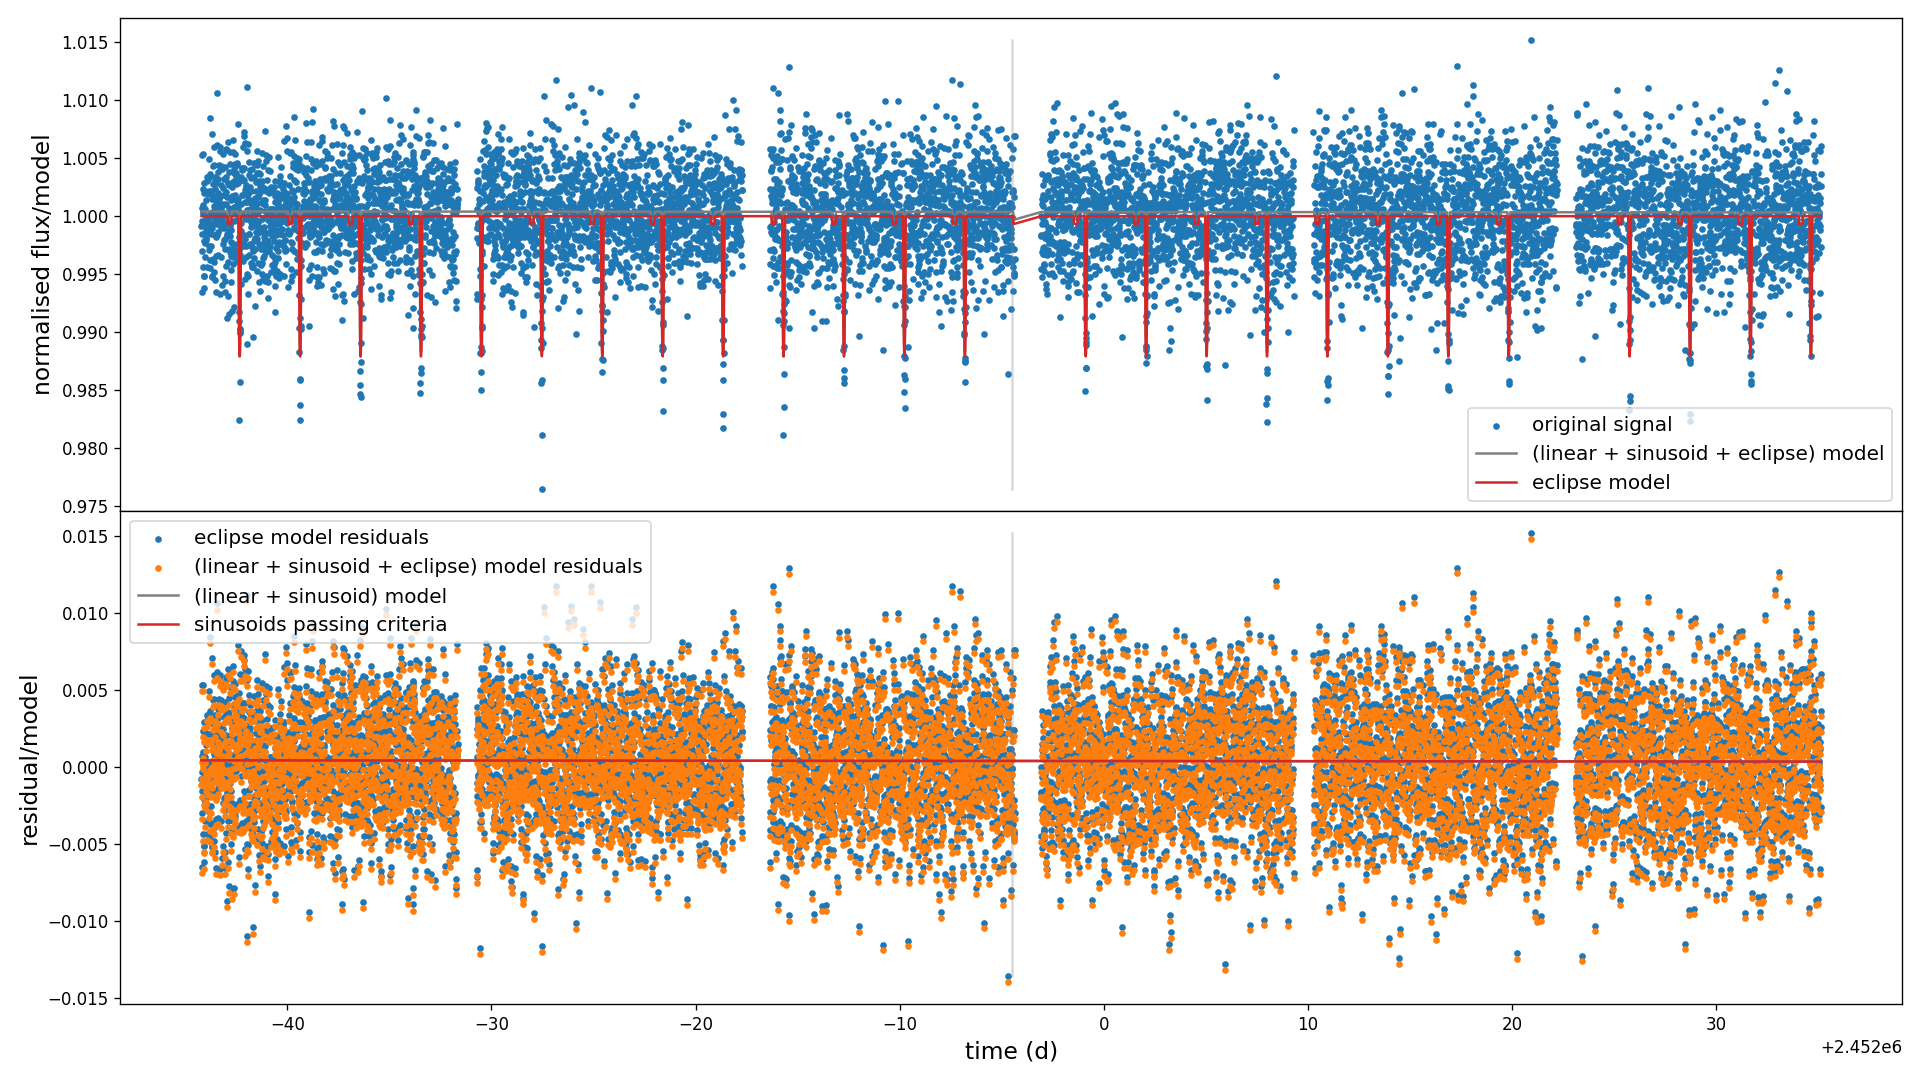 1.015
1.010
1.005
1.000
0.995
0.990
0.985
0.980
0.975
normalised flux/model
original signal
(linear + sinusoid + eclipse) model
eclipse model
0.015
0.010
0.005
0.000
−0.005
−0.010
−0.015
residual/model
eclipse model residuals
(linear + sinusoid + eclipse) model residuals
(linear + sinusoid) model
sinusoids passing criteria
−40 −30 −20 −10 0 10 20 30
time (d)
+2.452e6